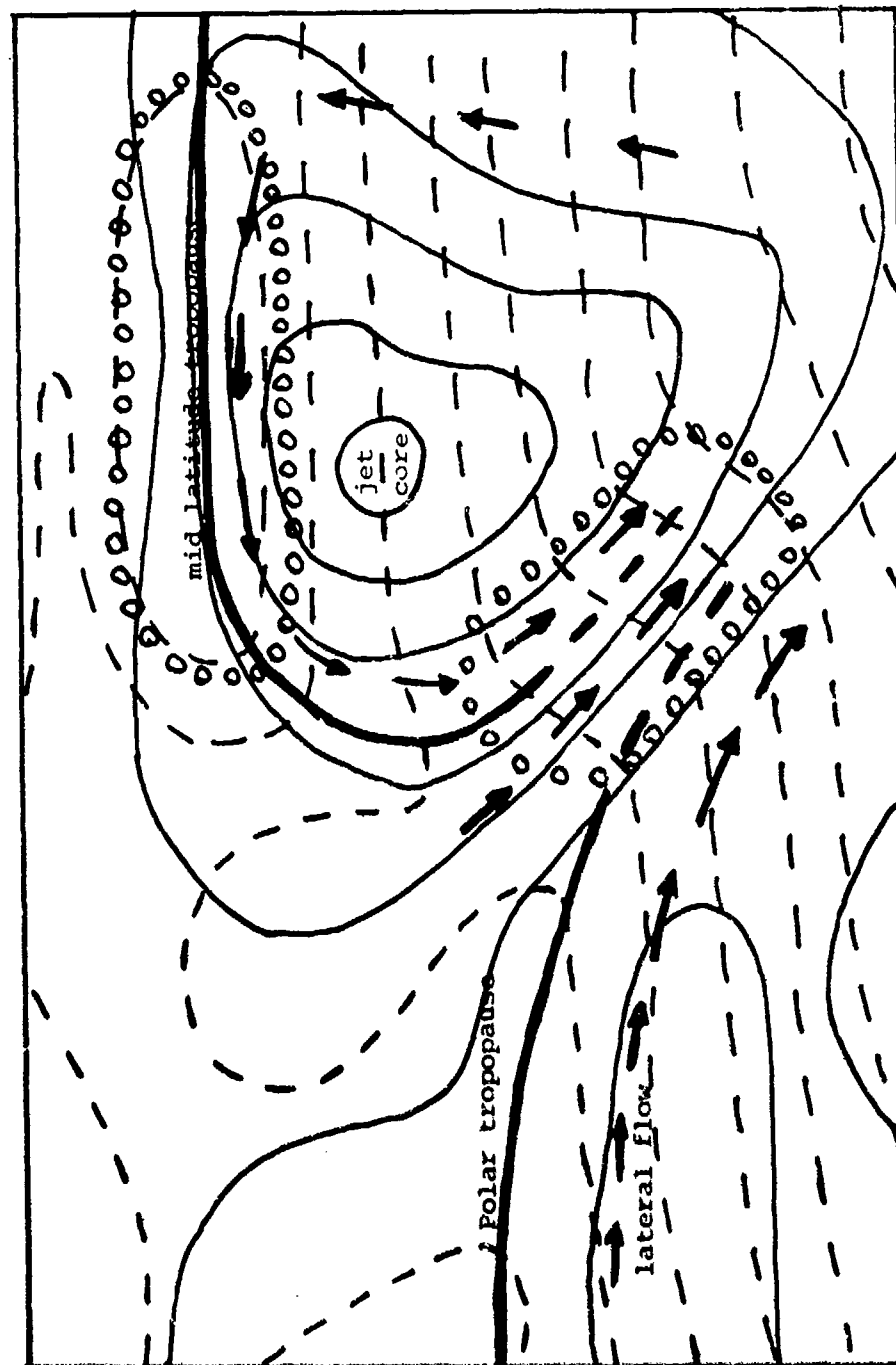 mid latitude tropopause
jet
core
Polar tropopause
lateral flow